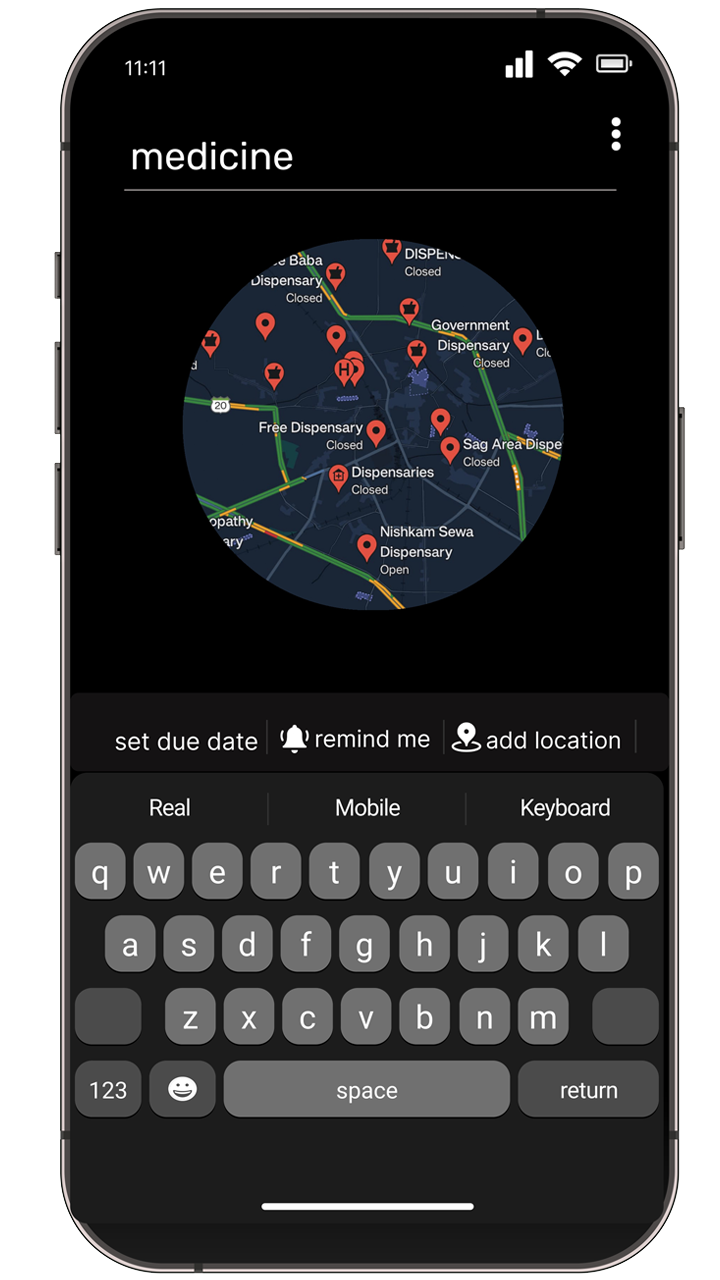 11:11
medicine
e Baba
Dispensary
Closed
DISPENS
Closed
Government
Dispensary
Closed
L
Clo
d
20
H
Free Dispensary
Closed
Sag Area Dispe
Closed
Dispensaries
Closed
opathy
ary
Nishkam Sewa
Dispensary
Open
set due date
remind me
add location
Real
Mobile
Keyboard
q w e r t y u i o p
a s d f g h j k l
z x c v b n m
123
space
return